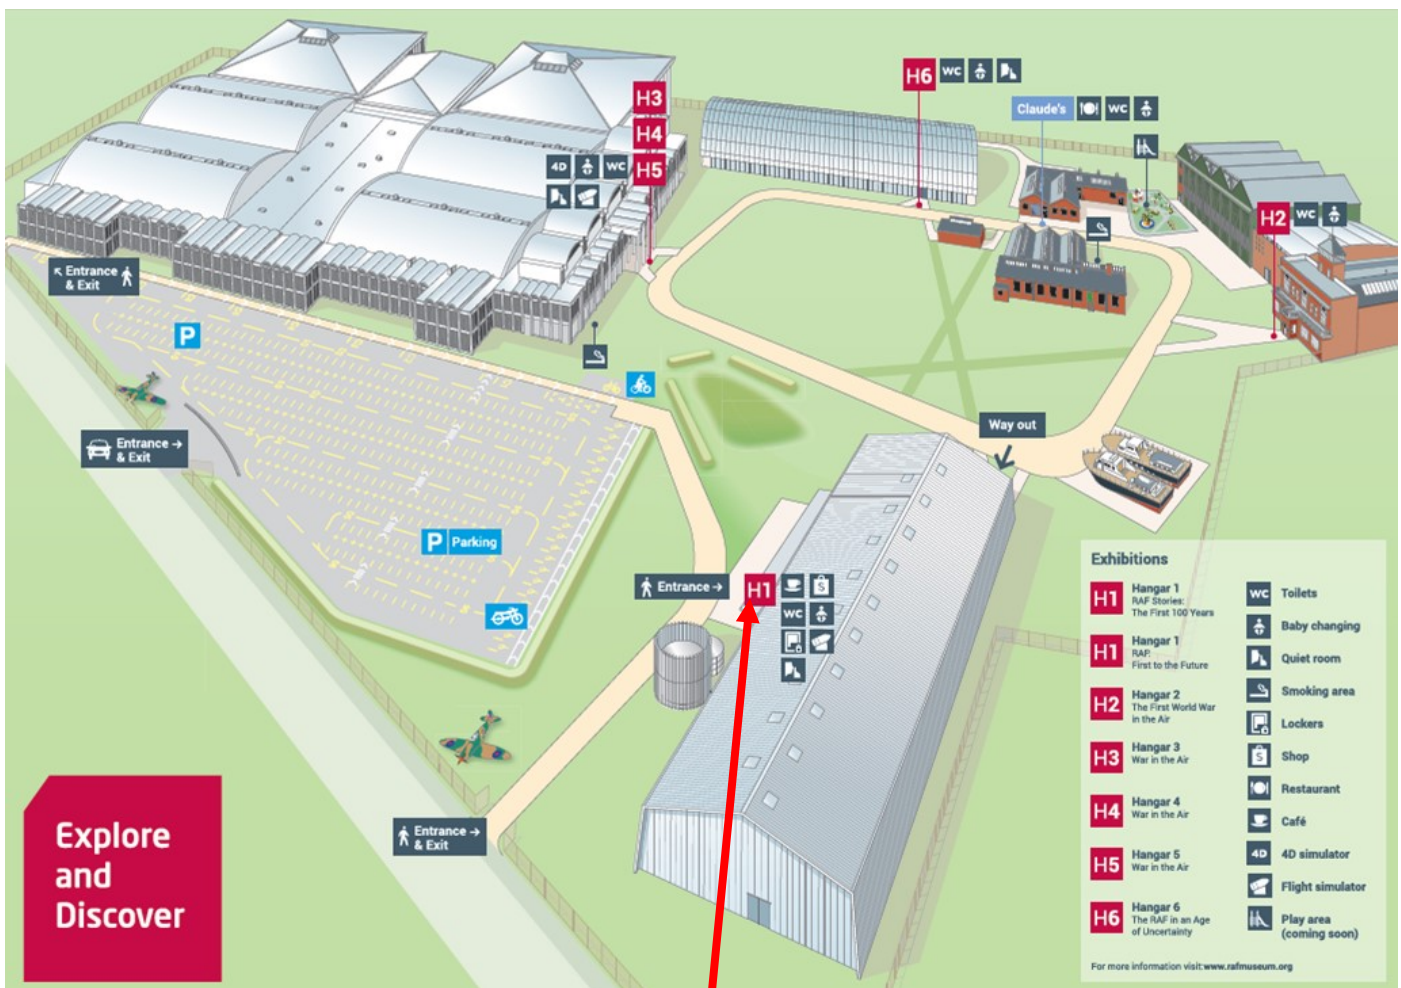 H3
H4
H5
4D
WC
H6
WC
Claude's
WC
H2
WC
Entrance
& Exit
P
Entrance →
& Exit
P Parking
Way out
Entrance →
H1
S
WC
Entrance →
& Exit
Explore
and
Discover
Exhibitions
H1 Hangar 1
RAF Stories:
The First 100 Years
H1 Hangar 1
RAF:
First to the Future
H2 Hangar 2
The First World War
in the Air
H3 Hangar 3
War in the Air
H4 Hangar 4
War in the Air
H5 Hangar 5
War in the Air
H6 Hangar 6
The RAF in an Age
of Uncertainty
WC Toilets
Baby changing
Quiet room
Smoking area
Lockers
S Shop
Restaurant
Café
4D 4D simulator
Flight simulator
Play area
(coming soon)
For more information visit www.rafmuseum.org